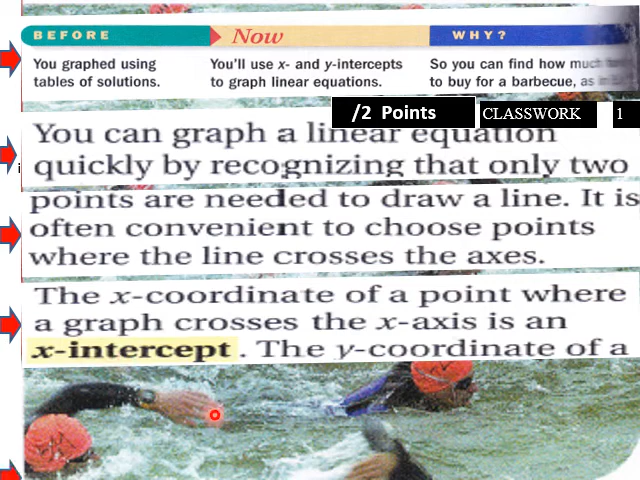 BEFORE Now WHY?
You graphed using You'll use x- and y-intercepts So you can find how much
tables of solutions. to graph linear equations. to buy for a barbecue, as
/2 Points CLASSWORK 1
You can graph a linear equation
quickly by recognizing that only two
points are needed to draw a line. It is
often convenient to choose points
where the line crosses the axes.
The x-coordinate of a point where
a graph crosses the x-axis is an
x-intercept. The y-coordinate of a